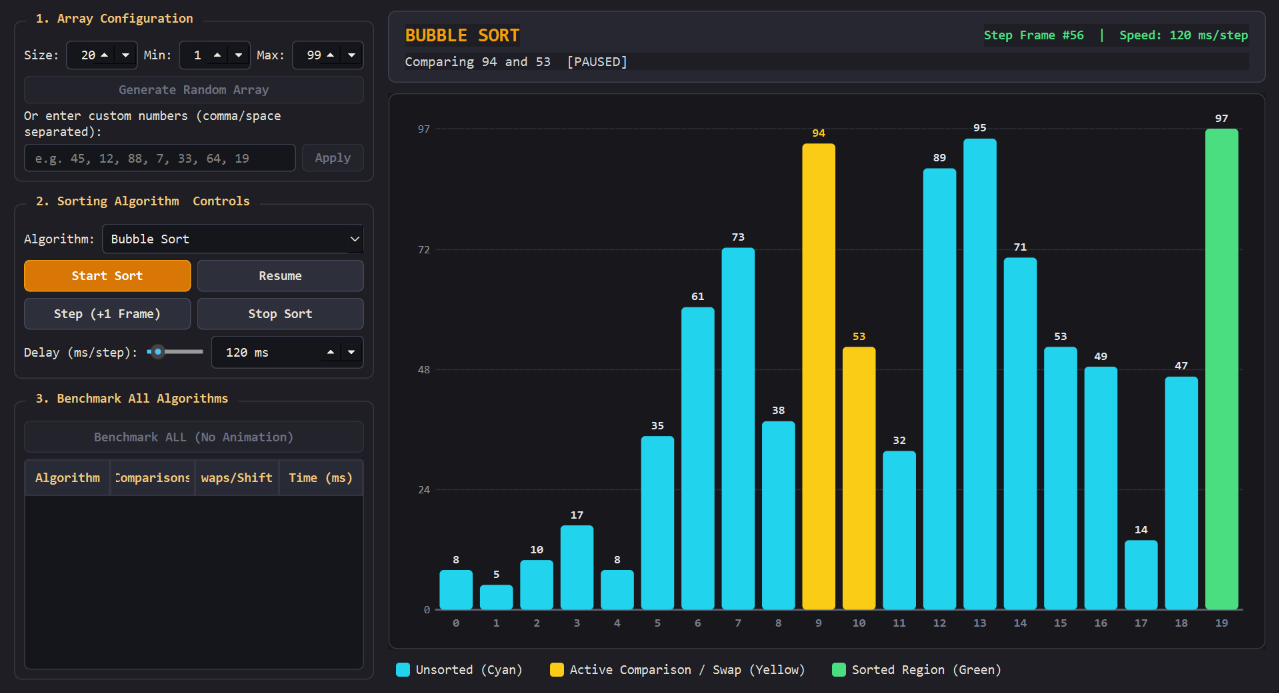 1. Array Configuration
Size: 20 Min: 1 Max: 99
Generate Random Array
Or enter custom numbers (comma/space
separated):
e.g. 45, 12, 88, 7, 33, 64, 19 Apply
2. Sorting Algorithm Controls
Algorithm: Bubble Sort
Start Sort Resume
Step (+1 Frame) Stop Sort
Delay (ms/step): 120 ms
3. Benchmark All Algorithms
Benchmark ALL (No Animation)
Algorithm Comparisons waps/Shift Time (ms)
BUBBLE SORT
Step Frame #56 | Speed: 120 ms/step
Comparing 94 and 53 [PAUSED]
97
72
48
24
0
8 5 10 17 8 35 61 73 38 94 53 32 89 95 71 53 49 14 47 97
0 1 2 3 4 5 6 7 8 9 10 11 12 13 14 15 16 17 18 19
Unsorted (Cyan) Active Comparison / Swap (Yellow) Sorted Region (Green)